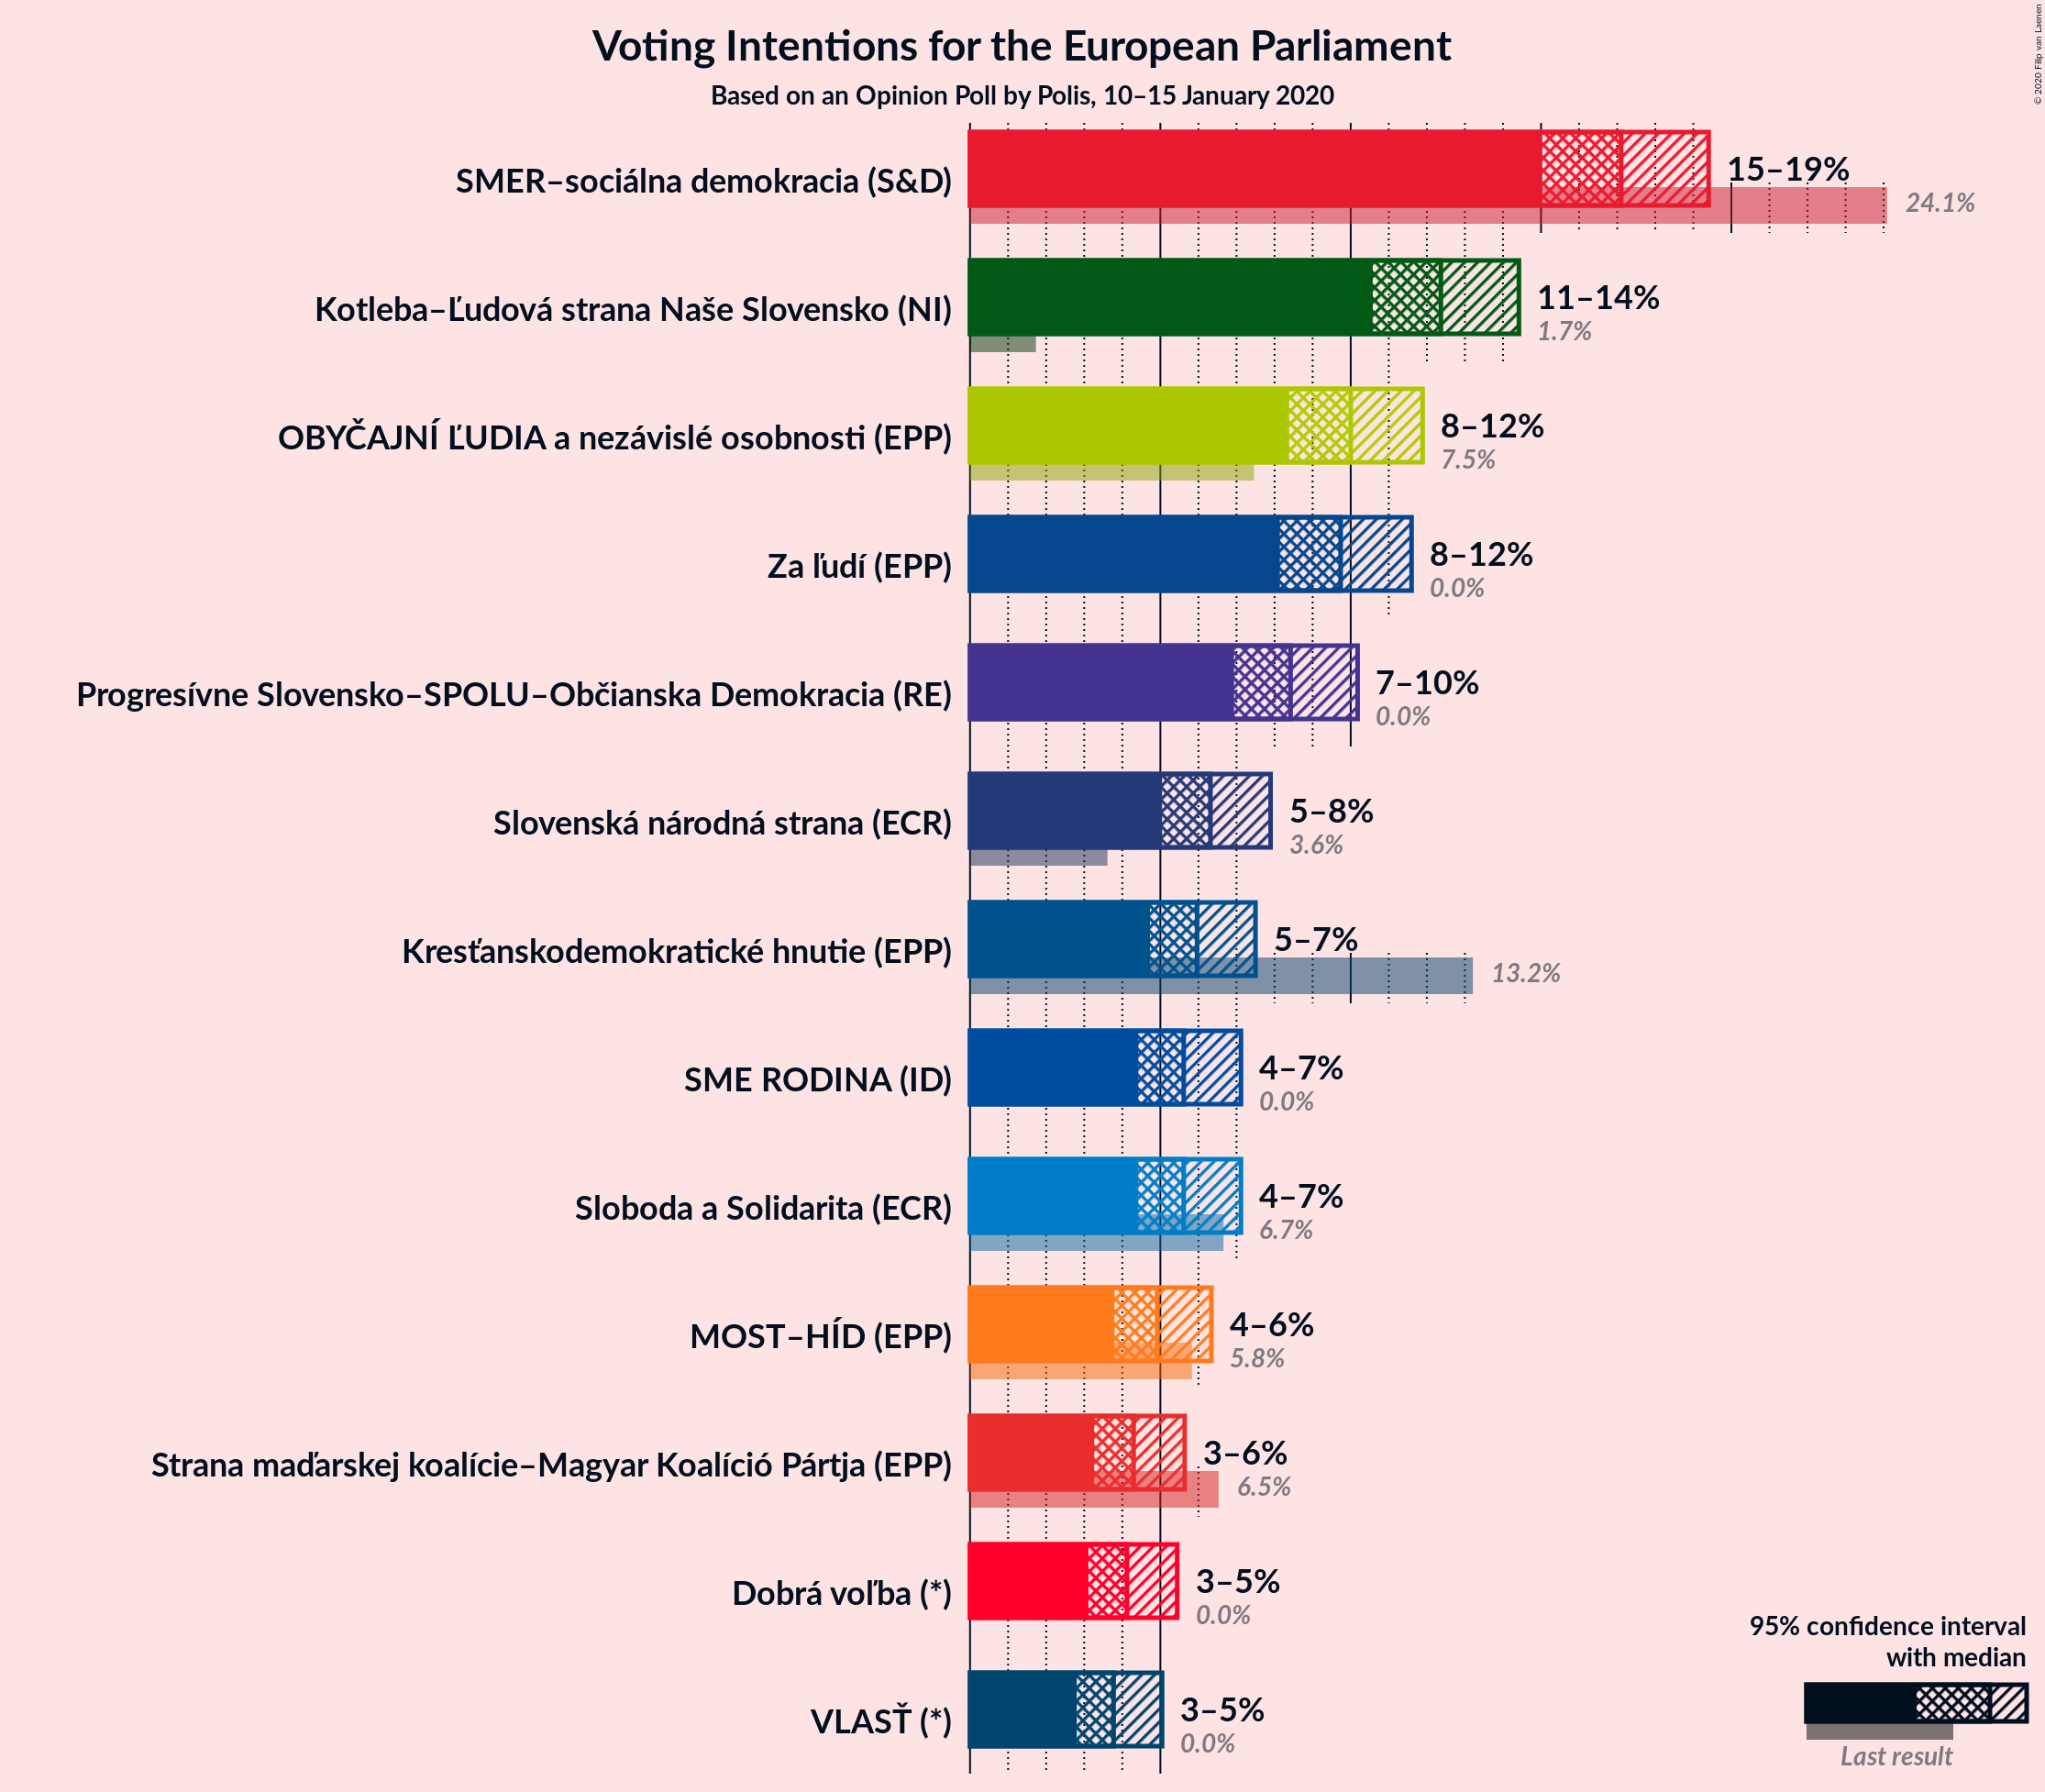 © 2020 Filip van Laenen
Voting Intentions for the European Parliament
Based on an Opinion Poll by Polis, 10–15 January 2020
SMER–sociálna demokracia (S&D)
15–19%
24.1%
Kotleba–Ľudová strana Naše Slovensko (NI)
11–14%
1.7%
OBYČAJNÍ ĽUDIA a nezávislé osobnosti (EPP)
8–12%
7.5%
Za ľudí (EPP)
8–12%
0.0%
Progresívne Slovensko–SPOLU–Občianska Demokracia (RE)
7–10%
0.0%
Slovenská národná strana (ECR)
5–8%
3.6%
Kresťanskodemokratické hnutie (EPP)
5–7%
13.2%
SME RODINA (ID)
4–7%
0.0%
Sloboda a Solidarita (ECR)
4–7%
6.7%
MOST–HÍD (EPP)
4–6%
5.8%
Strana maďarskej koalície–Magyar Koalíció Pártja (EPP)
3–6%
6.5%
Dobrá voľba (*)
3–5%
0.0%
VLASŤ (*)
3–5%
0.0%
95% confidence interval
with median
Last result